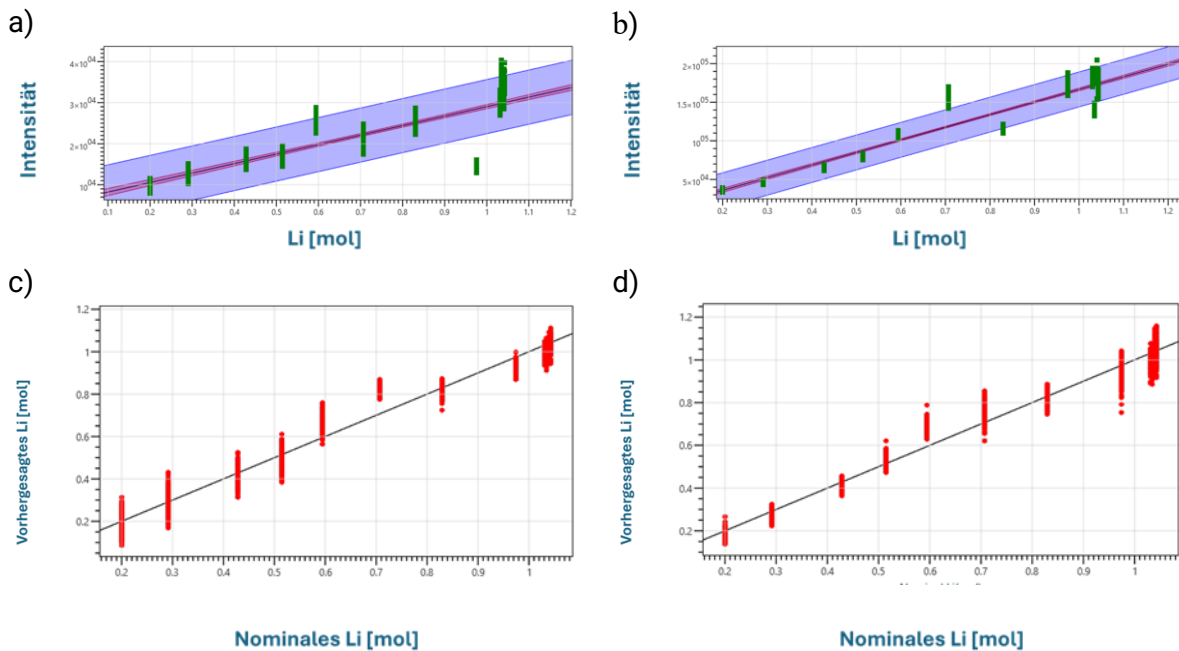 a)
4×10⁰⁴
3×10⁰⁴
2×10⁰⁴
10⁰⁴
Intensität
0.1 0.2 0.3 0.4 0.5 0.6 0.7 0.8 0.9 1 1.1 1.2
Li [mol]
b)
2×10⁰⁵
1.5×10⁰⁵
10⁰⁵
5×10⁰⁴
Intensität
0.2 0.3 0.4 0.5 0.6 0.7 0.8 0.9 1 1.1 1.2
Li [mol]
c)
1.2
1
0.8
0.6
0.4
0.2
Vorhergesagtes Li [mol]
0.2 0.3 0.4 0.5 0.6 0.7 0.8 0.9 1
Nominales Li [mol]
d)
1.2
1
0.8
0.6
0.4
0.2
Vorhergesagtes Li [mol]
0.2 0.3 0.4 0.5 0.6 0.7 0.8 0.9 1
Nominales Li [mol]